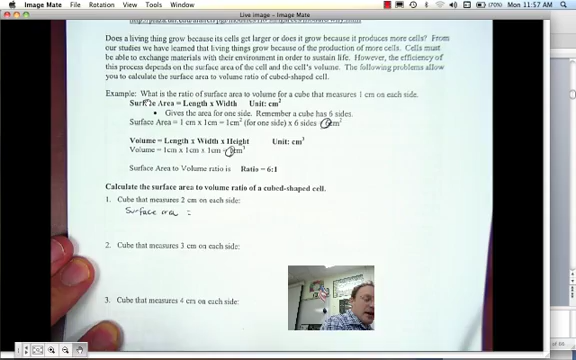 Image Mate File Edit Rotate View Tools Window Help
(70%) Mon 11:57 AM
Live image - Image Mate
Does a living thing grow because its cells get larger or does it grow because it produces more cells? From
our studies we have learned that living things grow because of the production of more cells. Cells must
be able to exchange materials with their environment in order to sustain life. However, the efficiency of
this process depends on the surface area of the cell and the cell's volume. The following problems allow
you to calculate the surface area to volume ratio of cubed-shaped cell.
Example: What is the ratio of surface area to volume for a cube that measures 1 cm on each side.
Surface Area = Length x Width Unit: cm²
• Gives the area for one side. Remember a cube has 6 sides.
Surface Area = 1 cm x 1cm = 1cm² (for one side) x 6 sides = 6cm²
Volume = Length x Width x Height Unit: cm³
Volume = 1cm x 1cm x 1cm = 1cm³
Surface Area to Volume ratio is Ratio = 6:1
Calculate the surface area to volume ratio of a cubed-shaped cell.
1. Cube that measures 2 cm on each side:
Surface area =
2. Cube that measures 3 cm on each side:
3. Cube that measures 4 cm on each side: